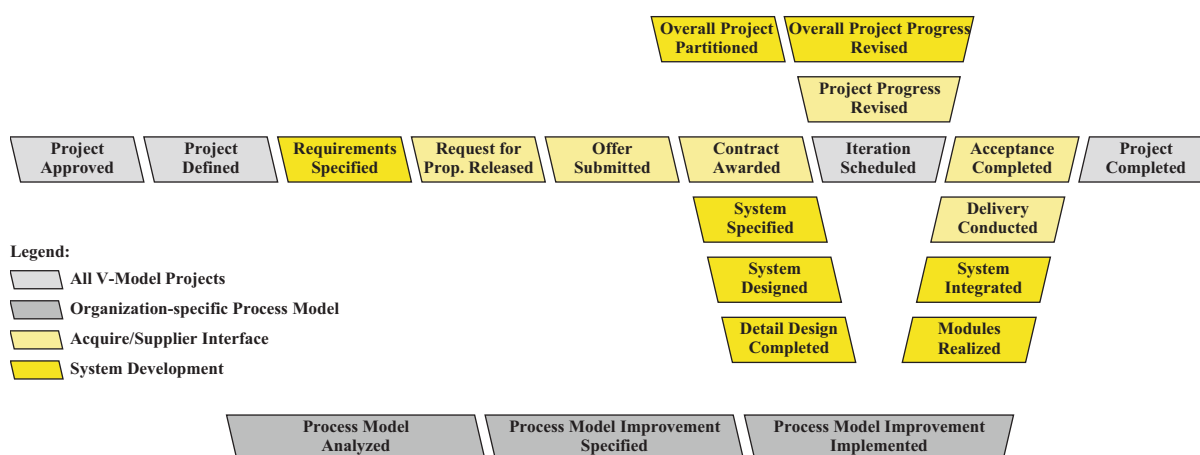 Overall Project
Partitioned
Overall Project Progress
Revised
Project Progress
Revised
Project
Approved
Project
Defined
Requirements
Specified
Request for
Prop. Released
Offer
Submitted
Contract
Awarded
Iteration
Scheduled
Acceptance
Completed
Project
Completed
System
Specified
Delivery
Conducted
System
Designed
System
Integrated
Detail Design
Completed
Modules
Realized
Legend:
All V-Model Projects
Organization-specific Process Model
Acquire/Supplier Interface
System Development
Process Model
Analyzed
Process Model Improvement
Specified
Process Model Improvement
Implemented